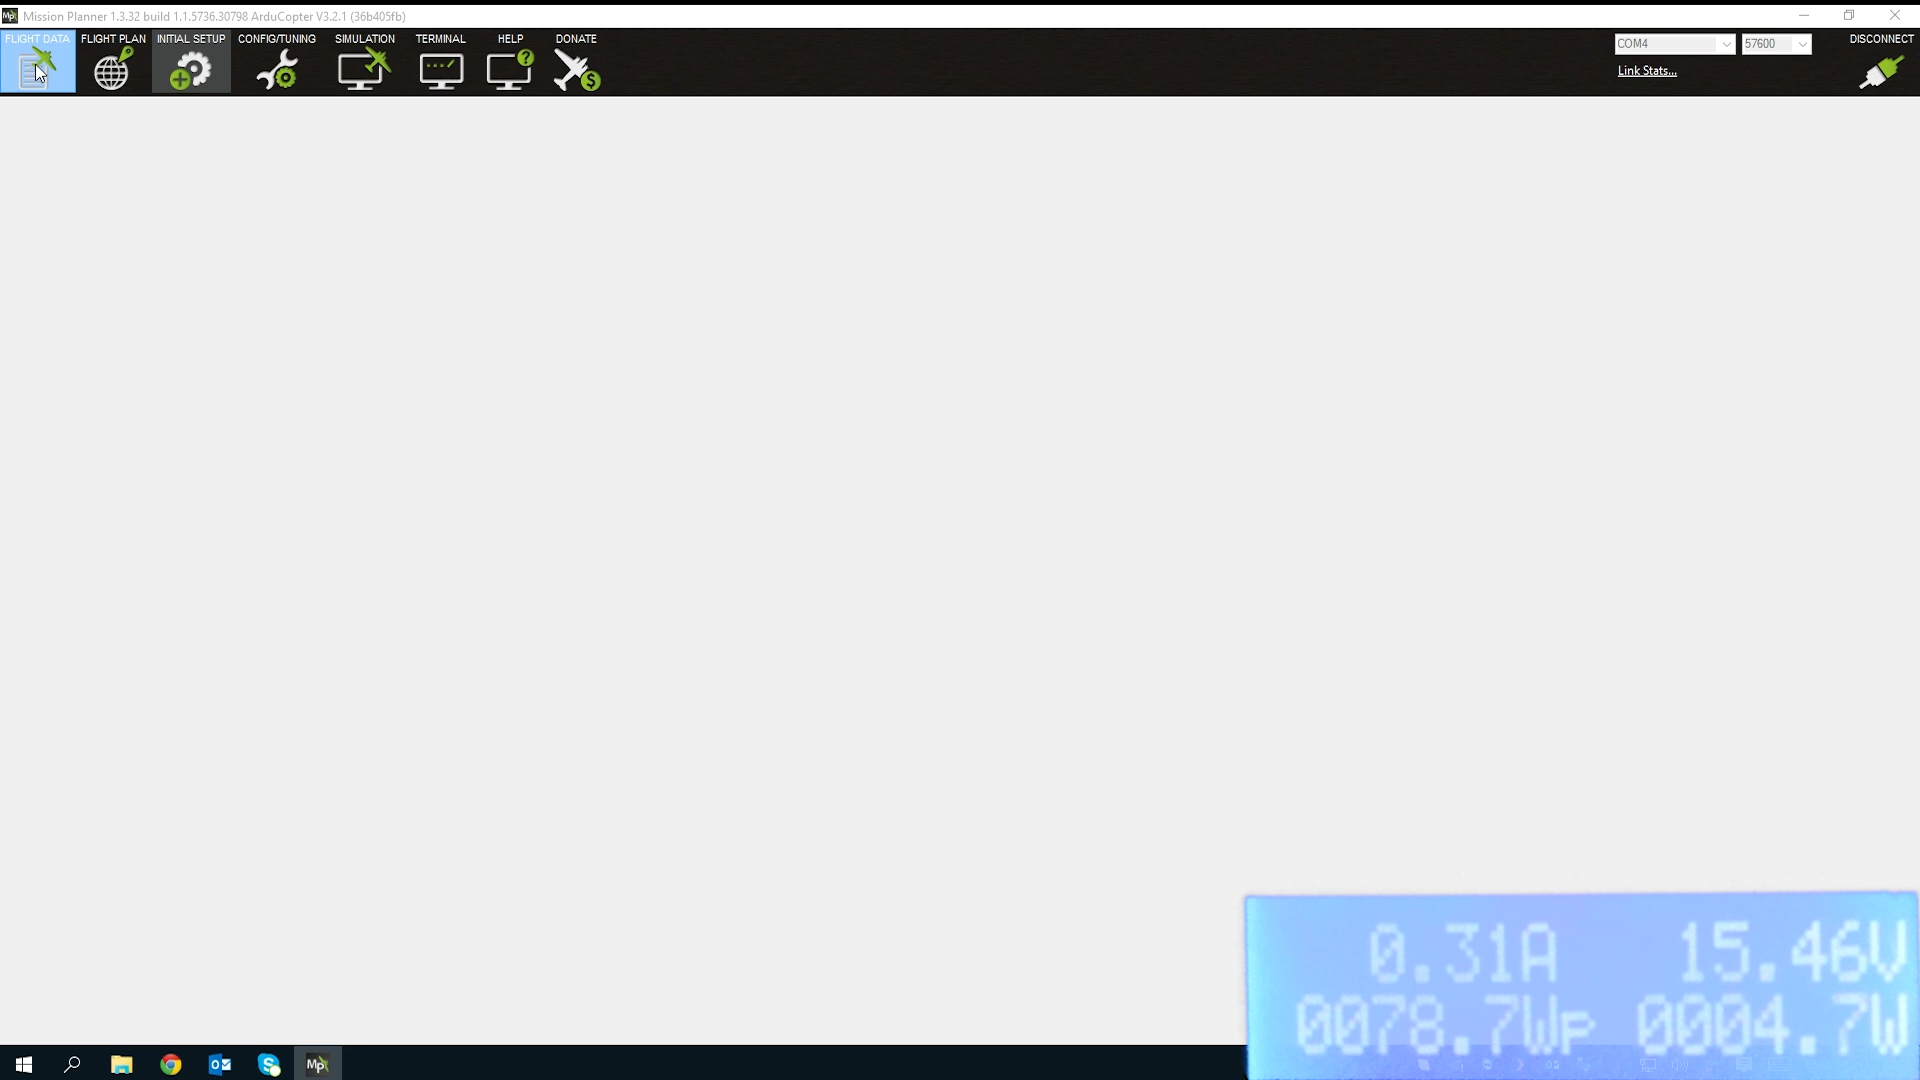 Mission Planner 1.3.32 build 1.1.5736.30798 ArduCopter V3.2.1 (36b405fb)
FLIGHT DATA FLIGHT PLAN INITIAL SETUP CONFIG/TUNING SIMULATION TERMINAL HELP DONATE
COM4 57600 DISCONNECT
Link Stats...
0.31A 15.46V
0078.7Wp 0004.7W
Mp